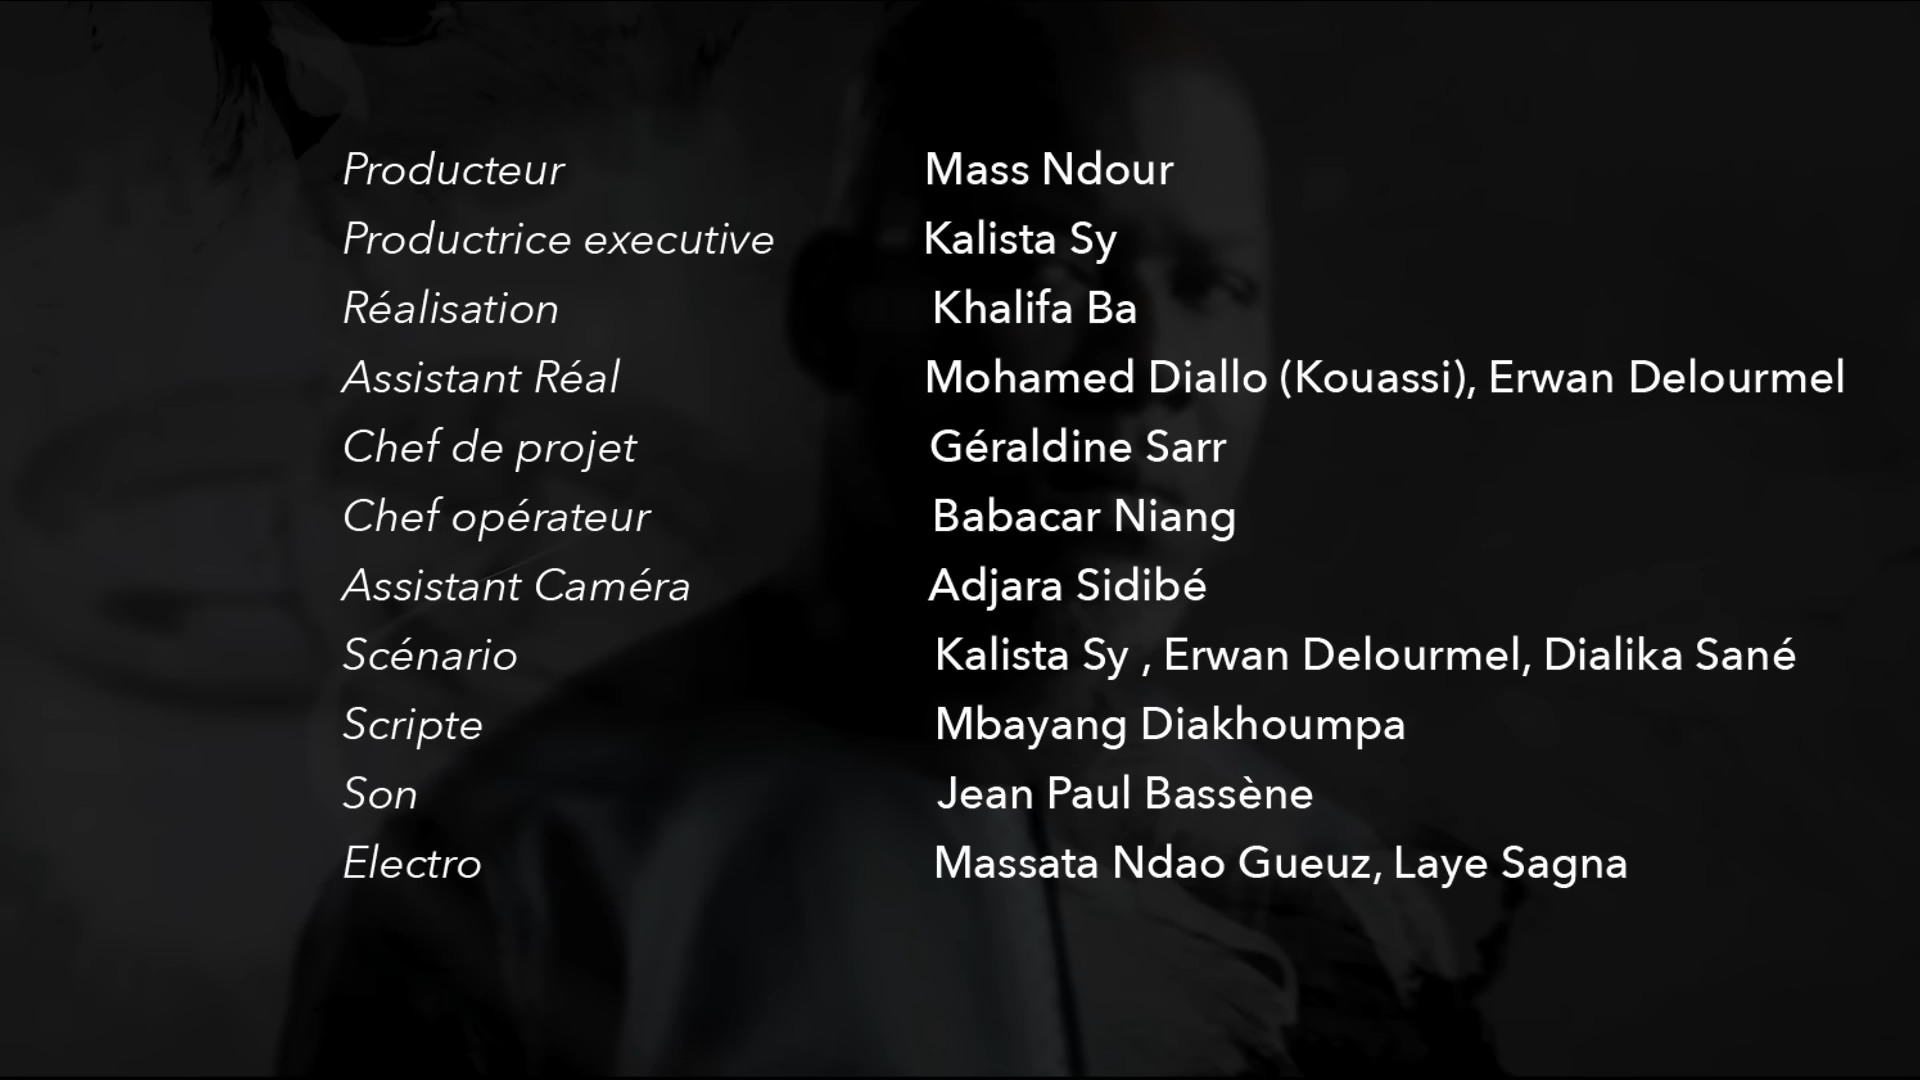 Producteur Mass Ndour
Productrice executive Kalista Sy
Réalisation Khalifa Ba
Assistant Réal Mohamed Diallo (Kouassi), Erwan Delourmel
Chef de projet Géraldine Sarr
Chef opérateur Babacar Niang
Assistant Caméra Adjara Sidibé
Scénario Kalista Sy , Erwan Delourmel, Dialika Sané
Scripte Mbayang Diakhoumpa
Son Jean Paul Bassène
Electro Massata Ndao Gueuz, Laye Sagna